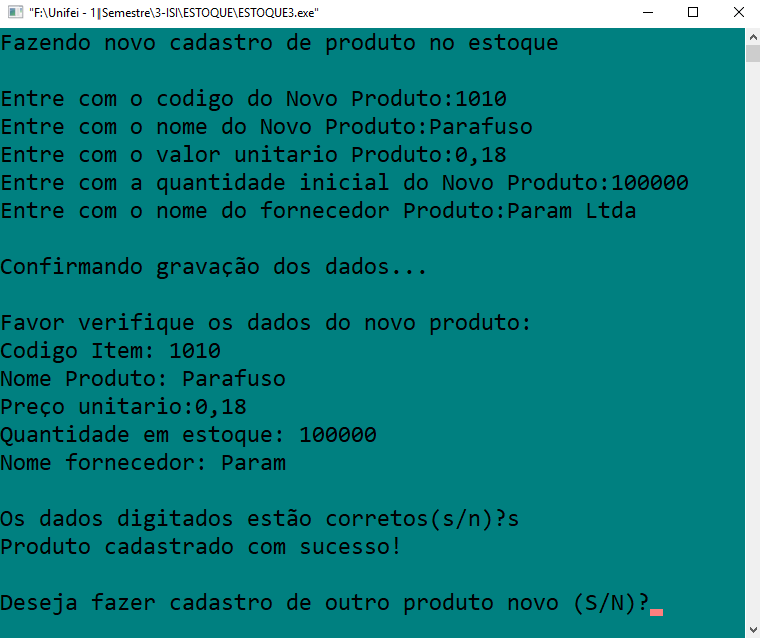 "F:\Unifei - 1║Semestre\3-ISI\ESTOQUE\ESTOQUE3.exe"
Fazendo novo cadastro de produto no estoque
Entre com o codigo do Novo Produto:1010
Entre com o nome do Novo Produto:Parafuso
Entre com o valor unitario Produto:0,18
Entre com a quantidade inicial do Novo Produto:100000
Entre com o nome do fornecedor Produto:Param Ltda
Confirmando gravação dos dados...
Favor verifique os dados do novo produto:
Codigo Item: 1010
Nome Produto: Parafuso
Preço unitario:0,18
Quantidade em estoque: 100000
Nome fornecedor: Param
Os dados digitados estão corretos(s/n)?s
Produto cadastrado com sucesso!
Deseja fazer cadastro de outro produto novo (S/N)?